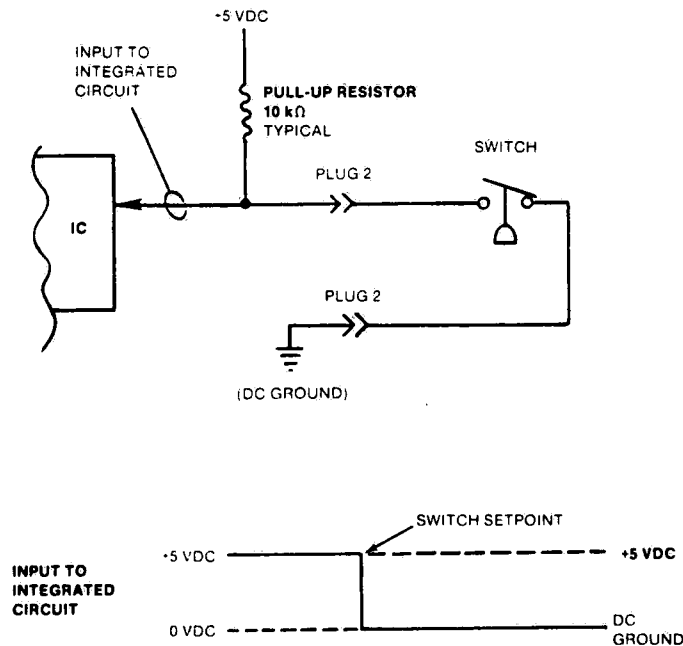 +5 VDC
INPUT TO
INTEGRATED
CIRCUIT
PULL-UP RESISTOR
10 kΩ
TYPICAL
SWITCH
PLUG 2
IC
PLUG 2
(DC GROUND)
SWITCH SETPOINT
+5 VDC
+5 VDC
INPUT TO
INTEGRATED
CIRCUIT
0 VDC
DC
GROUND